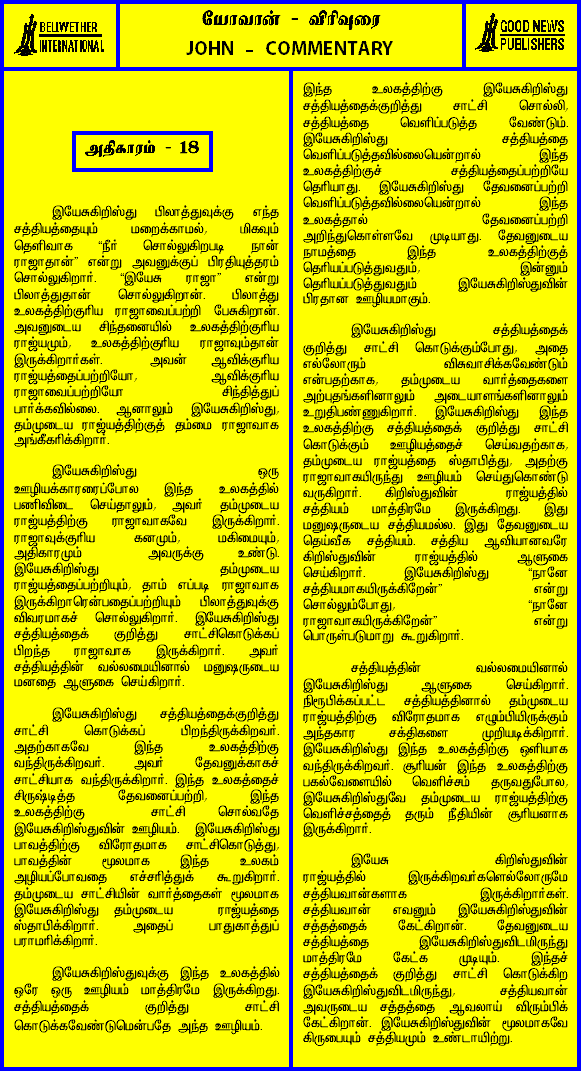 BELIWETHER
INTERNATIONAL
யோவான் - விரிவுரை
JOHN - COMMENTARY
GOOD NEWS
PUBLISHERS
அதிகாரம் - 18
இயேசுகிறிஸ்து பிலாத்துவுக்கு எந்த
சத்தியத்தையும் மறைக்காமல், மிகவும்
தெளிவாக “நீர் சொல்லுகிறபடி நான்
ராஜாதான்” என்று அவனுக்குப் பிரதியுத்தரம்
சொல்லுகிறார். “இயேசு ராஜா” என்று
பிலாத்துதான் சொல்லுகிறான். பிலாத்து
உலகத்திற்குரிய ராஜாவைப்பற்றி பேசுகிறான்.
அவனுடைய சிந்தனையில் உலகத்திற்குரிய
ராஜ்யமும், உலகத்திற்குரிய ராஜாவும்தான்
இருக்கிறார்கள். அவன் ஆவிக்குரிய
ராஜ்யத்தைப்பற்றியோ, ஆவிக்குரிய
ராஜாவைப்பற்றியோ சிந்தித்துப்
பார்க்கவில்லை. ஆனாலும் இயேசுகிறிஸ்து,
தம்முடைய ராஜ்யத்திற்குத் தம்மை ராஜாவாக
அங்கீகரிக்கிறார்.
இயேசுகிறிஸ்து ஒரு
ஊழியக்காரரைப்போல இந்த உலகத்தில்
பணிவிடை செய்தாலும், அவர் தம்முடைய
ராஜ்யத்திற்கு ராஜாவாகவே இருக்கிறார்.
ராஜாவுக்குரிய கனமும், மகிமையும்,
அதிகாரமும் அவருக்கு உண்டு.
இயேசுகிறிஸ்து தம்முடைய
ராஜ்யத்தைப்பற்றியும், தாம் எப்படி ராஜாவாக
இருக்கிறாரென்பதைப்பற்றியும் பிலாத்துவுக்கு
விவரமாகச் சொல்லுகிறார். இயேசுகிறிஸ்து
சத்தியத்தைக் குறித்து சாட்சிகொடுக்கப்
பிறந்த ராஜாவாக இருக்கிறார். அவர்
சத்தியத்தின் வல்லமையினால் மனுஷருடைய
மனதை ஆளுகை செய்கிறார்.
இயேசுகிறிஸ்து சத்தியத்தைக்குறித்து
சாட்சி கொடுக்கப் பிறந்திருக்கிறவர்.
அதற்காகவே இந்த உலகத்திற்கு
வந்திருக்கிறவர். அவர் தேவனுக்காகச்
சாட்சியாக வந்திருக்கிறார். இந்த உலகத்தைச்
சிருஷ்டித்த தேவனைப்பற்றி, இந்த
உலகத்திற்கு சாட்சி சொல்வதே
இயேசுகிறிஸ்துவின் ஊழியம். இயேசுகிறிஸ்து
பாவத்திற்கு விரோதமாக சாட்சிகொடுத்து,
பாவத்தின் மூலமாக இந்த உலகம்
அழியப்போவதை எச்சரித்துக் கூறுகிறார்.
தம்முடைய சாட்சியின் வார்த்தைகள் மூலமாக
இயேசுகிறிஸ்து தம்முடைய ராஜ்யத்தை
ஸ்தாபிக்கிறார். அதைப் பாதுகாத்துப்
பராமரிக்கிறார்.
இயேசுகிறிஸ்துவுக்கு இந்த உலகத்தில்
ஒரே ஒரு ஊழியம் மாத்திரமே இருக்கிறது.
சத்தியத்தைக் குறித்து சாட்சி
கொடுக்கவேண்டுமென்பதே அந்த ஊழியம்.
இந்த உலகத்திற்கு இயேசுகிறிஸ்து
சத்தியத்தைக்குறித்து சாட்சி சொல்லி,
சத்தியத்தை வெளிப்படுத்த வேண்டும்.
இயேசுகிறிஸ்து சத்தியத்தை
வெளிப்படுத்தவில்லையென்றால் இந்த
உலகத்திற்குச் சத்தியத்தைப்பற்றியே
தெரியாது. இயேசுகிறிஸ்து தேவனைப்பற்றி
வெளிப்படுத்தவில்லையென்றால் இந்த
உலகத்தால் தேவனைப்பற்றி
அறிந்துகொள்ளவே முடியாது. தேவனுடைய
நாமத்தை இந்த உலகத்திற்குத்
தெரியப்படுத்துவதும், இன்னும்
தெரியப்படுத்துவதும் இயேசுகிறிஸ்துவின்
பிரதான ஊழியமாகும்.
இயேசுகிறிஸ்து சத்தியத்தைக்
குறித்து சாட்சி கொடுக்கும்போது, அதை
எல்லோரும் விசுவாசிக்கவேண்டும்
என்பதற்காக, தம்முடைய வார்த்தைகளை
அற்புதங்களினாலும் அடையாளங்களினாலும்
உறுதிபண்ணுகிறார். இயேசுகிறிஸ்து இந்த
உலகத்திற்கு சத்தியத்தைக் குறித்து சாட்சி
கொடுக்கும் ஊழியத்தைச் செய்வதற்காக,
தம்முடைய ராஜ்யத்தை ஸ்தாபித்து, அதற்கு
ராஜாவாகயிருந்து ஊழியம் செய்துகொண்டு
வருகிறார். கிறிஸ்துவின் ராஜ்யத்தில்
சத்தியம் மாத்திரமே இருக்கிறது. இது
மனுஷருடைய சத்தியமல்ல. இது தேவனுடைய
தெய்வீக சத்தியம். சத்திய ஆவியானவரே
கிறிஸ்துவின் ராஜ்யத்தில் ஆளுகை
செய்கிறார். இயேசுகிறிஸ்து “நானே
சத்தியமாகயிருக்கிறேன்” என்று
சொல்லும்போது, “நானே
ராஜாவாகயிருக்கிறேன்” என்று
பொருள்படுமாறு கூறுகிறார்.
சத்தியத்தின் வல்லமையினால்
இயேசுகிறிஸ்து ஆளுகை செய்கிறார்.
நிரூபிக்கப்பட்ட சத்தியத்தினால் தம்முடைய
ராஜ்யத்திற்கு விரோதமாக எழும்பியிருக்கும்
அந்தகார சக்திகளை முறியடிக்கிறார்.
இயேசுகிறிஸ்து இந்த உலகத்திற்கு ஒளியாக
வந்திருக்கிறவர். சூரியன் இந்த உலகத்திற்கு
பகல்வேளையில் வெளிச்சம் தருவதுபோல,
இயேசுகிறிஸ்துவே தம்முடைய ராஜ்யத்திற்கு
வெளிச்சத்தைத் தரும் நீதியின் சூரியனாக
இருக்கிறார்.
இயேசு கிறிஸ்துவின்
ராஜ்யத்தில் இருக்கிறவர்களெல்லோருமே
சத்தியவான்களாக இருக்கிறார்கள்.
சத்தியவான் எவனும் இயேசுகிறிஸ்துவின்
சத்தத்தைக் கேட்கிறான். தேவனுடைய
சத்தியத்தை இயேசுகிறிஸ்துவிடமிருந்து
மாத்திரமே கேட்க முடியும். இந்தச்
சத்தியத்தைக் குறித்து சாட்சி கொடுக்கிற
இயேசுகிறிஸ்துவிடமிருந்து, சத்தியவான்
அவருடைய சத்தத்தை ஆவலாய் விரும்பிக்
கேட்கிறான். இயேசுகிறிஸ்துவின் மூலமாகவே
கிருபையும் சத்தியமும் உண்டாயிற்று.